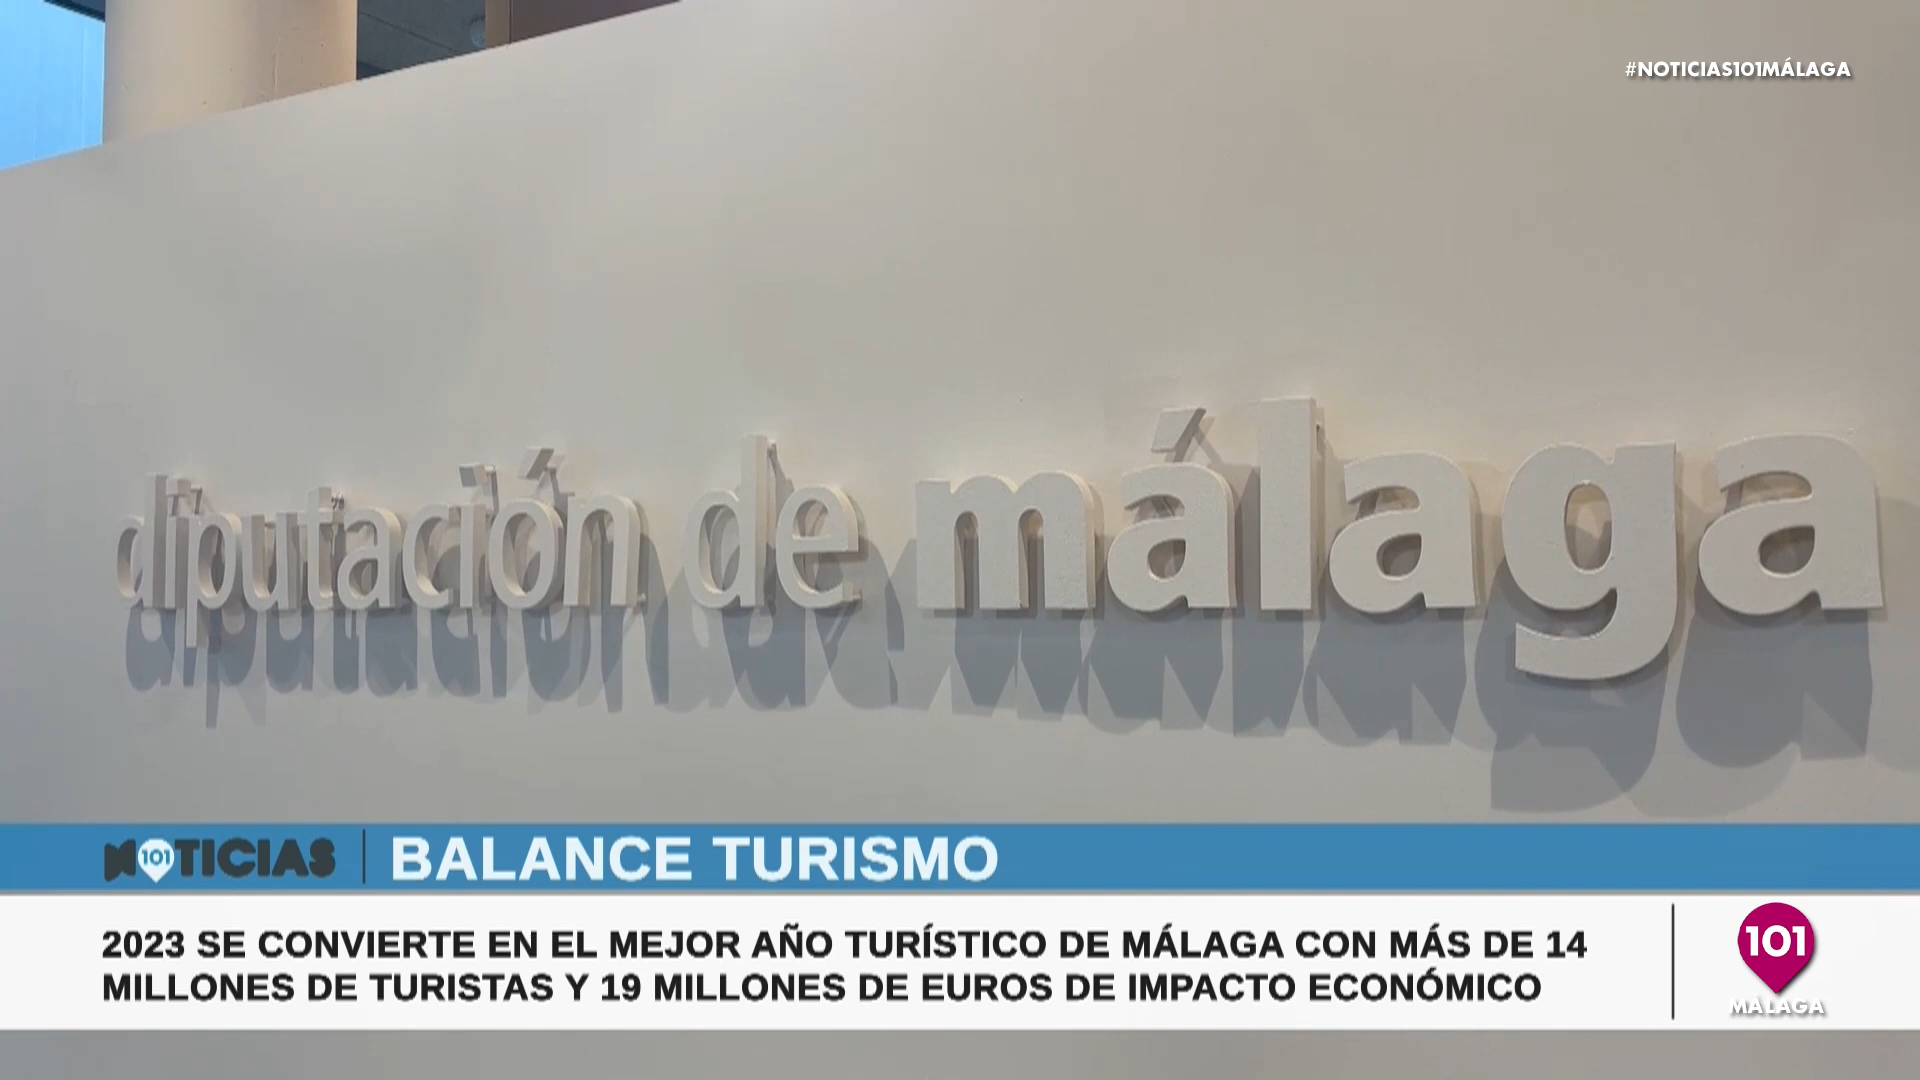 #NOTICIAS101MÁLAGA
diputación de málaga
NOTICIAS 101
BALANCE TURISMO
2023 SE CONVIERTE EN EL MEJOR AÑO TURÍSTICO DE MÁLAGA CON MÁS DE 14
MILLONES DE TURISTAS Y 19 MILLONES DE EUROS DE IMPACTO ECONÓMICO
101
MÁLAGA